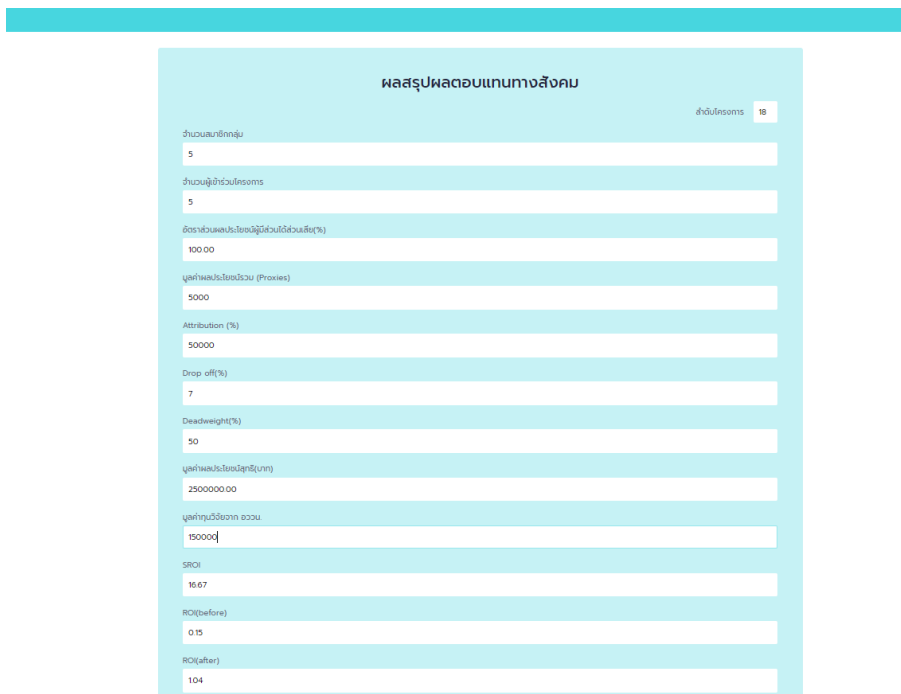 ผลสรุปผลตอบแทนทางสังคม
ลำดับโครงการ 18
จำนวนสมาชิกกลุ่ม
5
จำนวนผู้เข้าร่วมโครงการ
5
อัตราส่วนผลประโยชน์ผู้มีส่วนได้ส่วนเสีย(%)
100.00
มูลค่าผลประโยชน์รวม (Proxies)
5000
Attribution (%)
50000
Drop off(%)
7
Deadweight(%)
50
มูลค่าผลประโยชน์สุทธิ(บาท)
2500000.00
มูลค่าทุนวิจัยจาก อววน.
150000
SROI
16.67
ROI(before)
0.15
ROI(after)
1.04